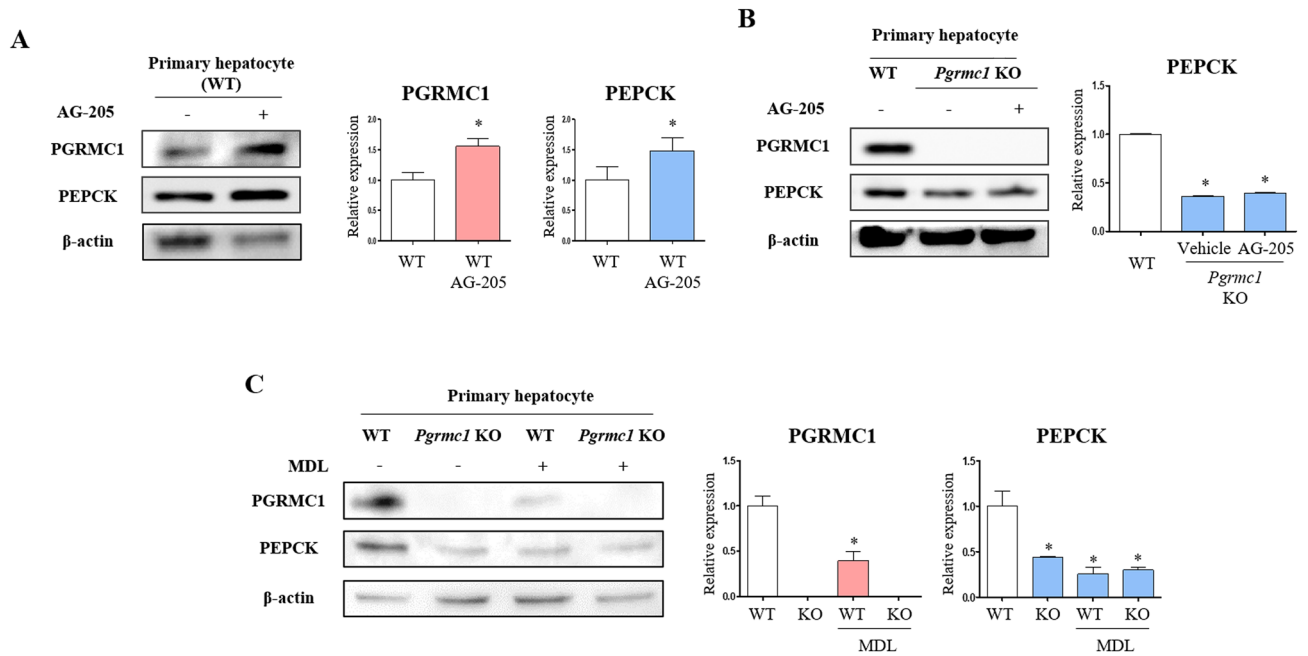 A
Primary hepatocyte
(WT)
AG-205 - +
PGRMC1
PEPCK
β-actin
PGRMC1
Relative expression
2.0
1.5
1.0
0.5
0.0
*
WT WT
AG-205
PEPCK
Relative expression
2.0
1.5
1.0
0.5
0.0
*
WT WT
AG-205
B
Primary hepatocyte
WT Pgrmc1 KO
AG-205 - - +
PGRMC1
PEPCK
β-actin
PEPCK
Relative expression
1.5
1.0
0.5
0.0
* *
WT Vehicle AG-205
Pgrmc1
KO
C
Primary hepatocyte
WT Pgrmc1 KO WT Pgrmc1 KO
MDL - - + +
PGRMC1
PEPCK
β-actin
PGRMC1
Relative expression
1.5
1.0
0.5
0.0
*
WT KO WT KO
MDL
PEPCK
Relative expression
1.5
1.0
0.5
0.0
* * *
WT KO WT KO
MDL